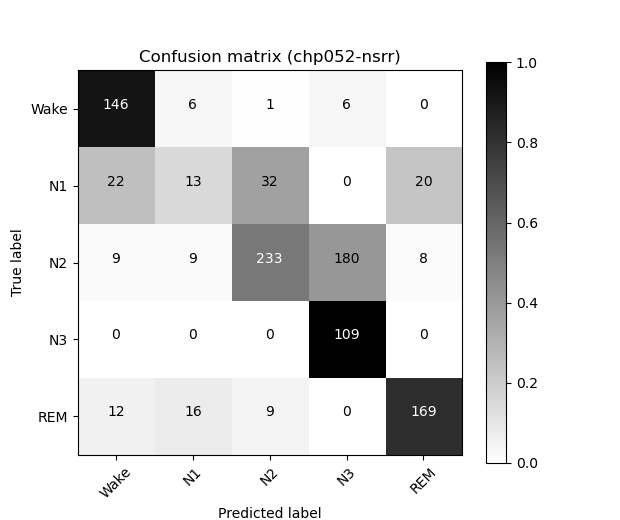 Confusion matrix (chp052-nsrr)
1.0
Wake 146 6 1 6 0
0.8
N1 22 13 32 0 20
0.6
True label
N2 9 9 233 180 8
0.4
N3 0 0 0 109 0
0.2
REM 12 16 9 0 169
0.0
Wake N1 N2 N3 REM
Predicted label